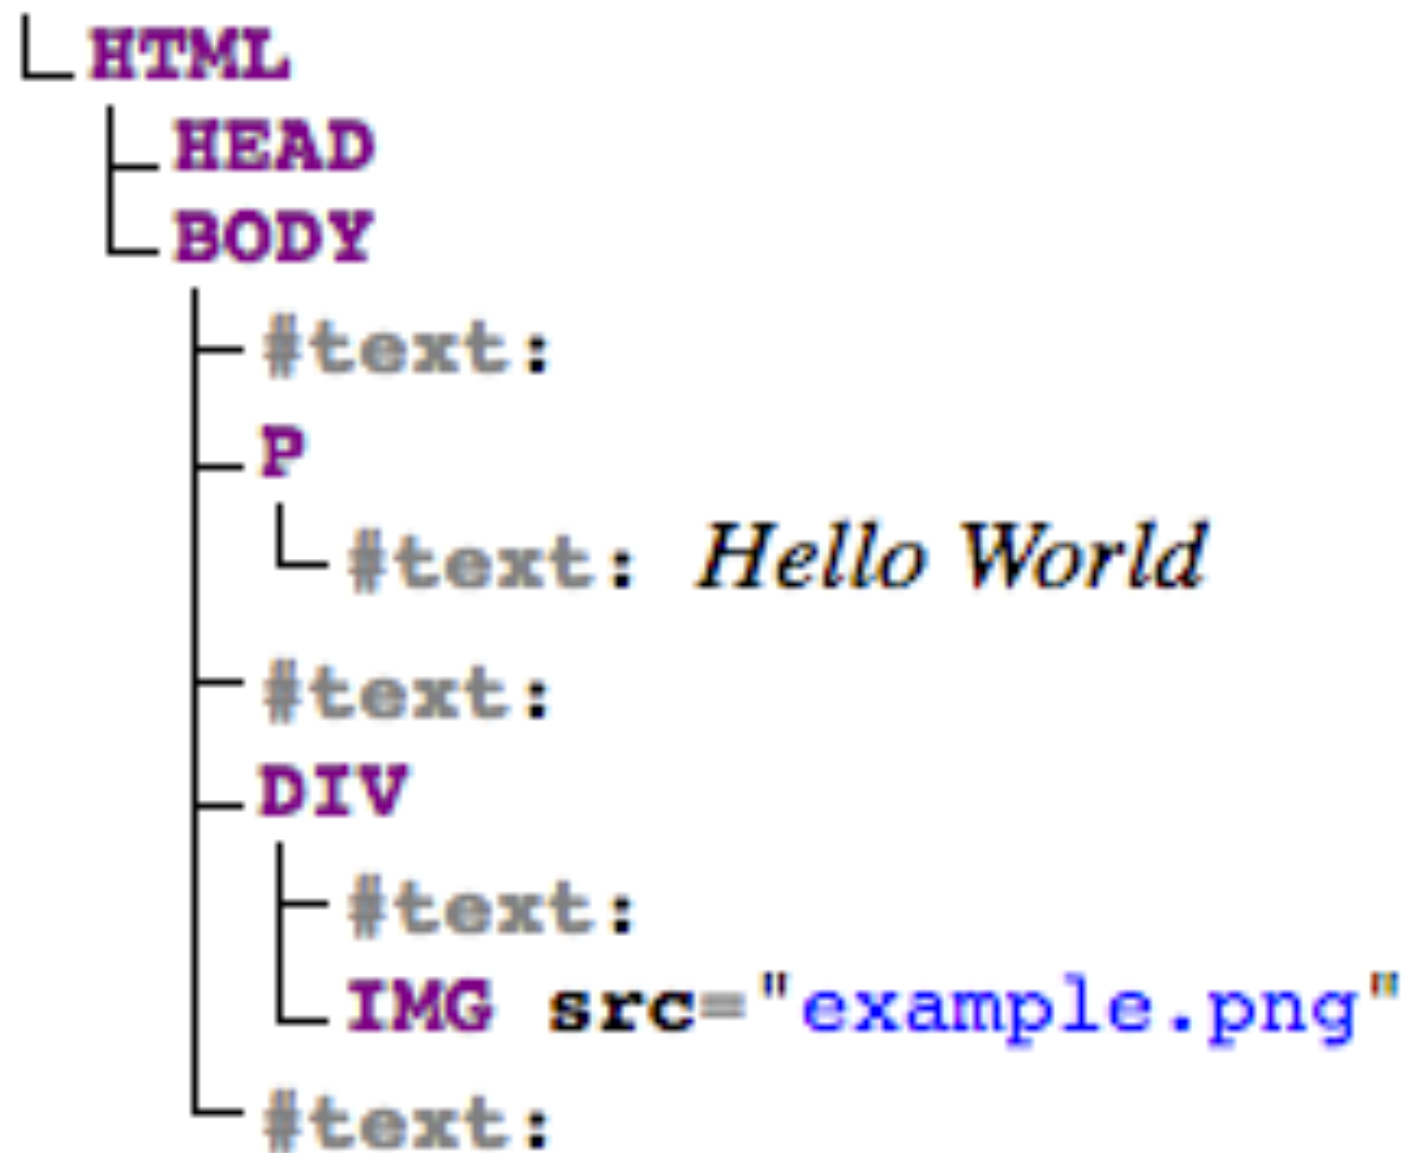 HTML
HEAD
BODY
#text:
P
#text: Hello World
#text:
DIV
#text:
IMG src="example.png"
#text: